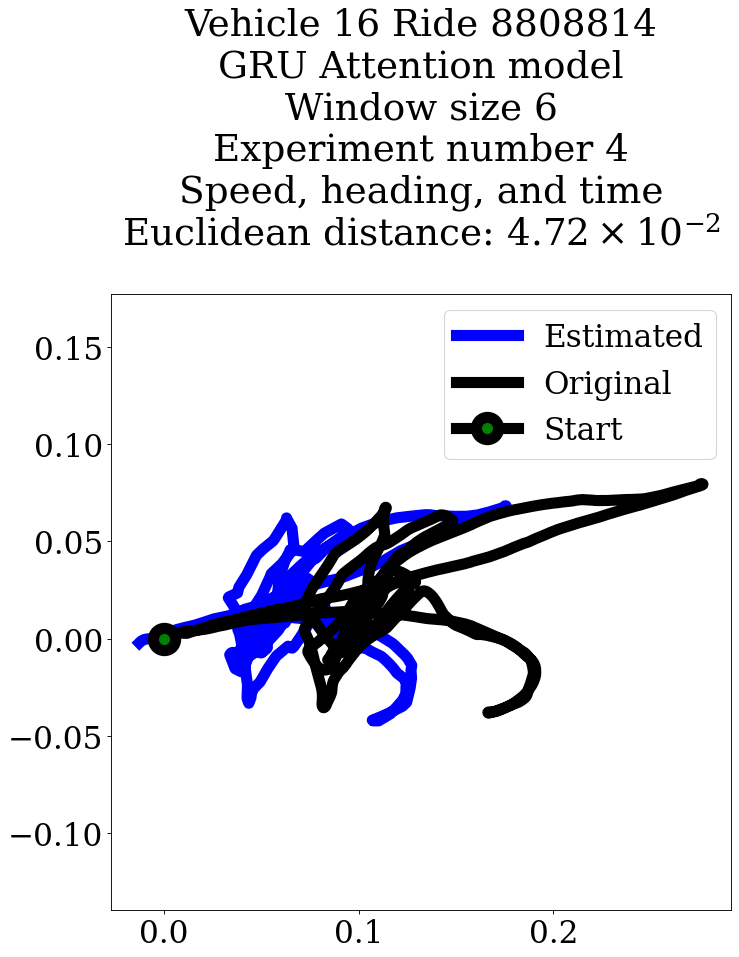 Vehicle 16 Ride 8808814
GRU Attention model
Window size 6
Experiment number 4
Speed, heading, and time
Euclidean distance: 4.72 × 10⁻²
Estimated
Original
Start
0.15
0.10
0.05
0.00
−0.05
−0.10
0.0 0.1 0.2